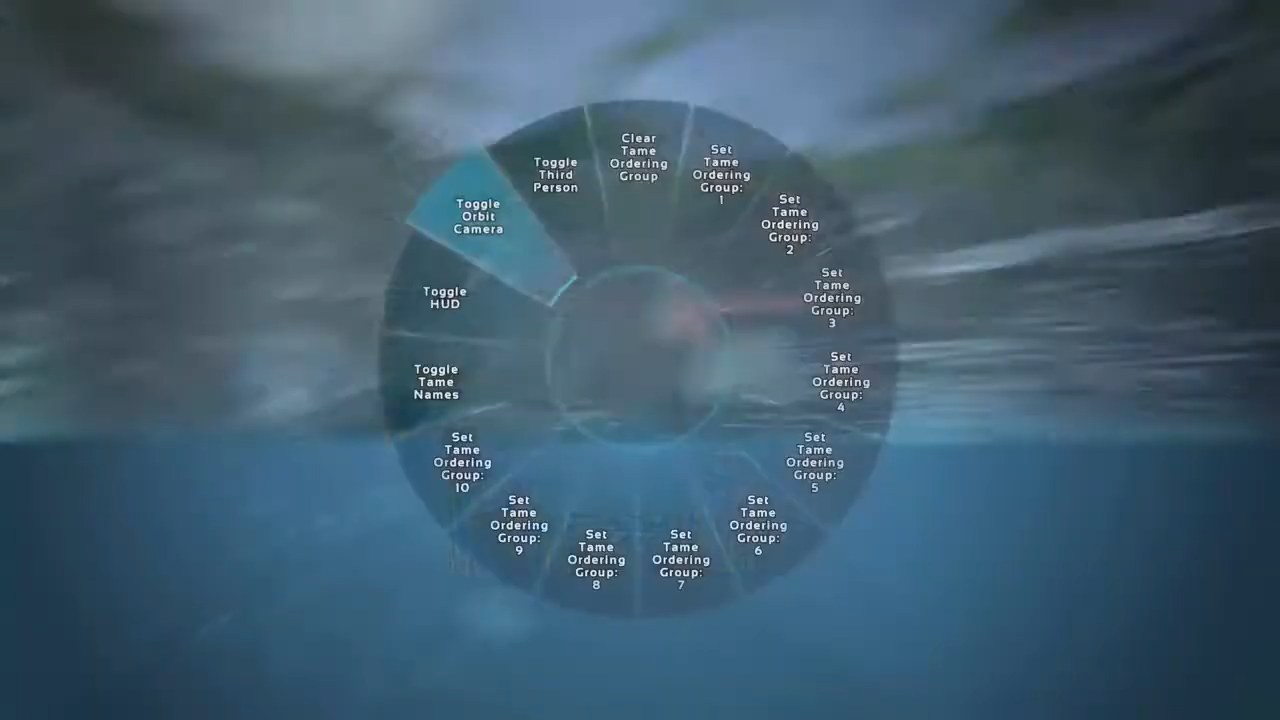 Clear
Tame
Ordering
Group
Set
Tame
Ordering
Group:
1
Set
Tame
Ordering
Group:
2
Set
Tame
Ordering
Group:
3
Set
Tame
Ordering
Group:
4
Set
Tame
Ordering
Group:
5
Set
Tame
Ordering
Group:
6
Set
Tame
Ordering
Group:
7
Set
Tame
Ordering
Group:
8
Set
Tame
Ordering
Group:
9
Set
Tame
Ordering
Group:
10
Toggle
Tame
Names
Toggle
HUD
Toggle
Orbit
Camera
Toggle
Third
Person